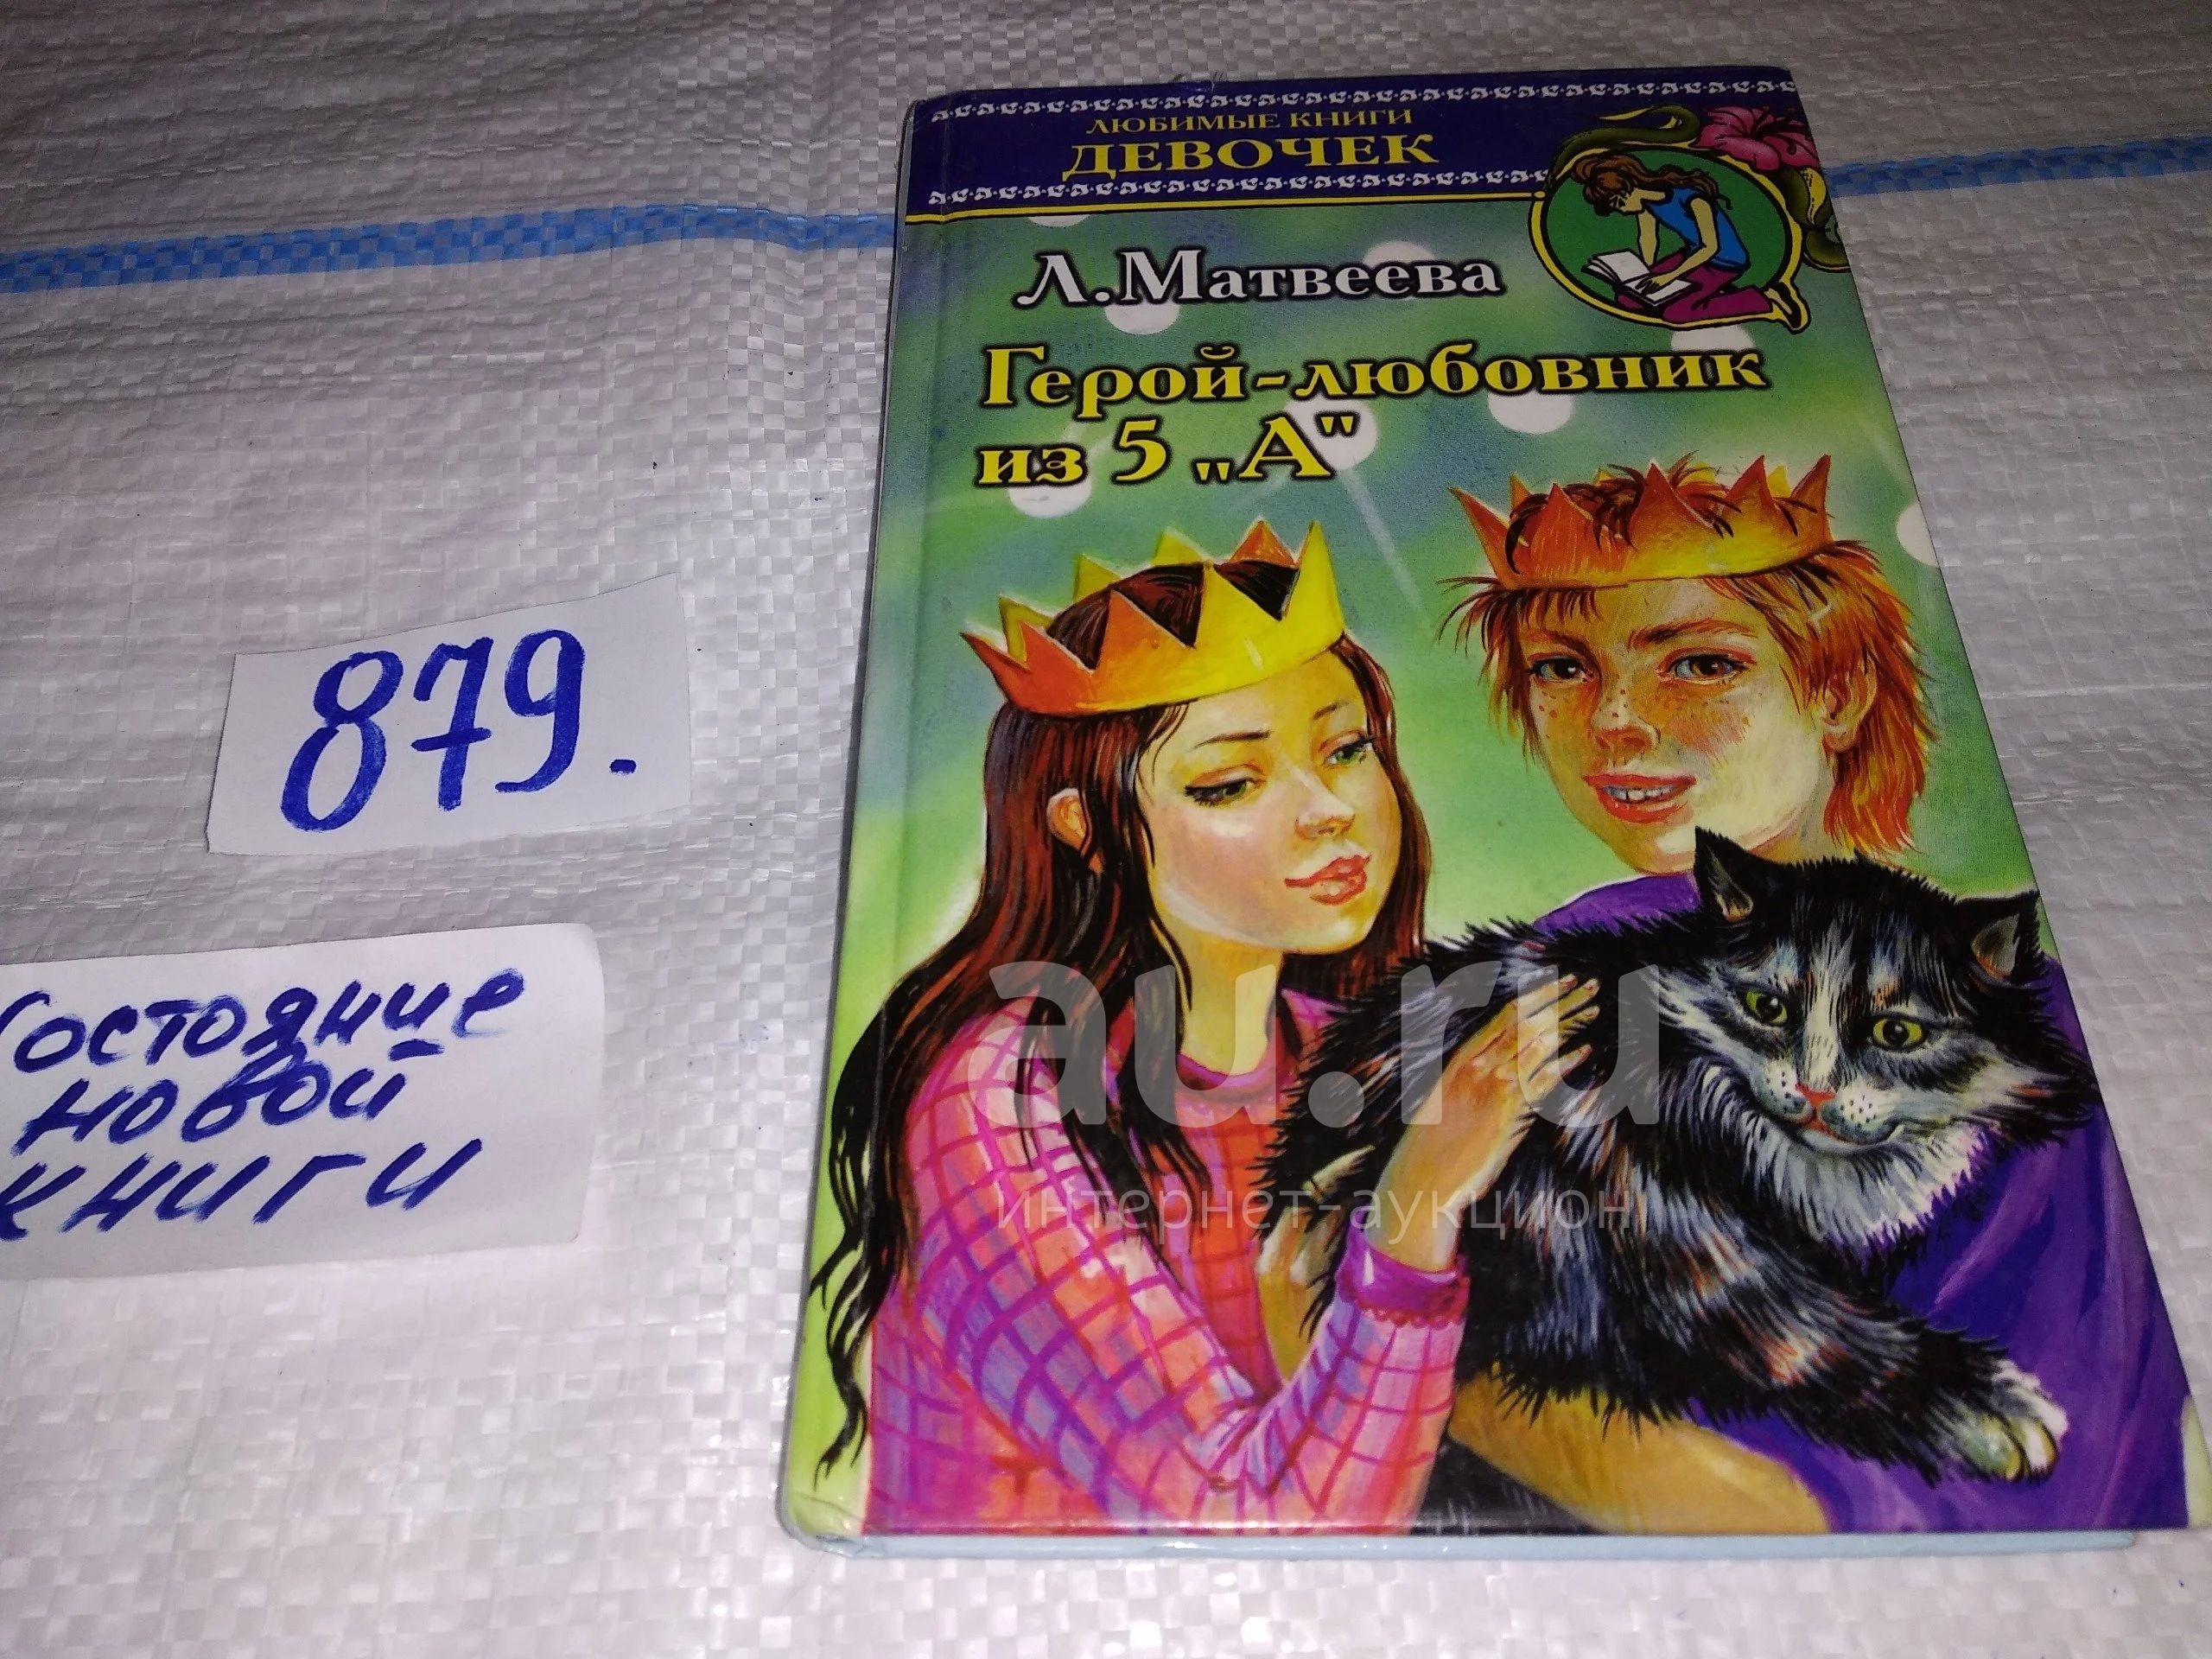 ЛЮБИМЫЕ КНИГИ
ДЕВОЧЕК
Л.Матвеева
Герой-любовник
из 5 „А"
879.
Состояние
новой
книги
au.ru
интернет-аукцион